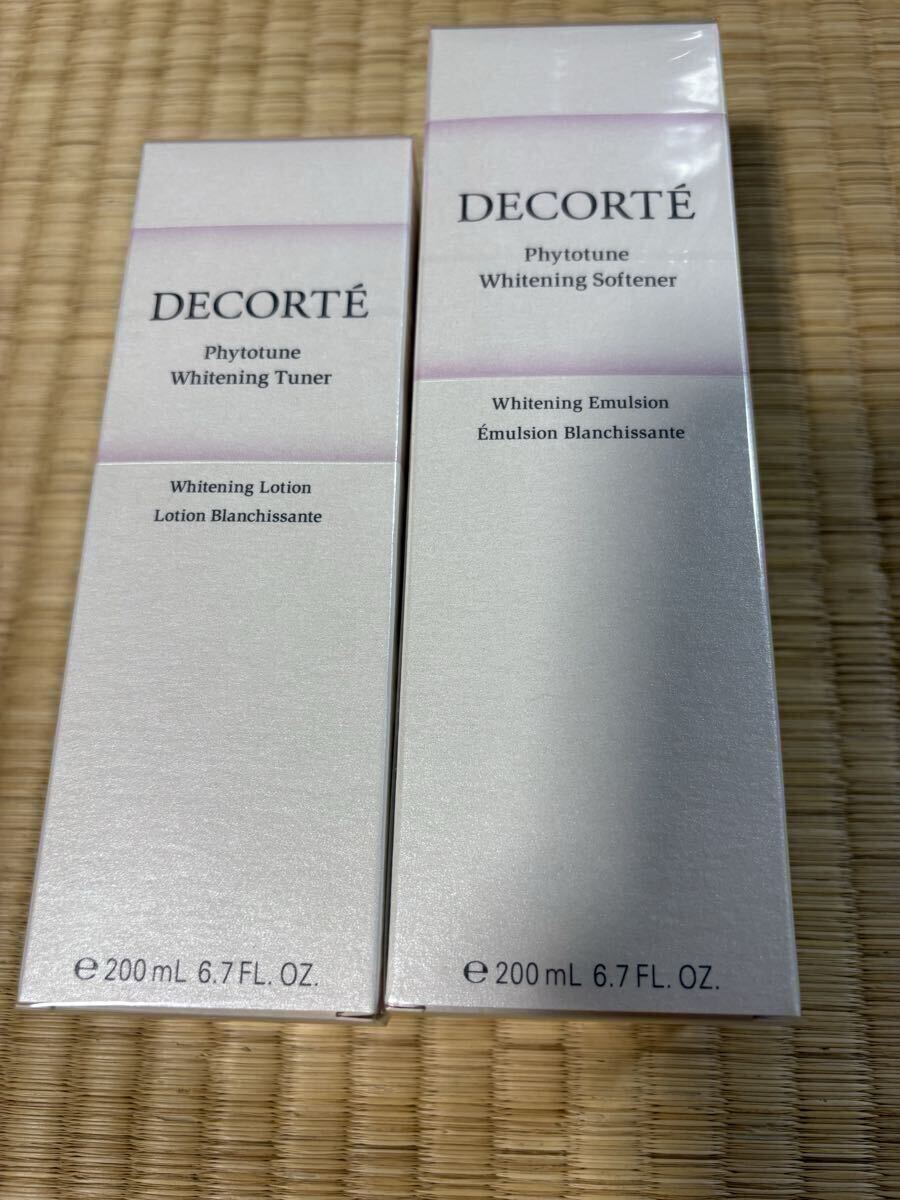 DECORTÉ
Phytotune
Whitening Tuner
Whitening Lotion
Lotion Blanchissante
℮ 200 mL 6.7 FL. OZ.
DECORTÉ
Phytotune
Whitening Softener
Whitening Emulsion
Émulsion Blanchissante
℮ 200 mL 6.7 FL. OZ.